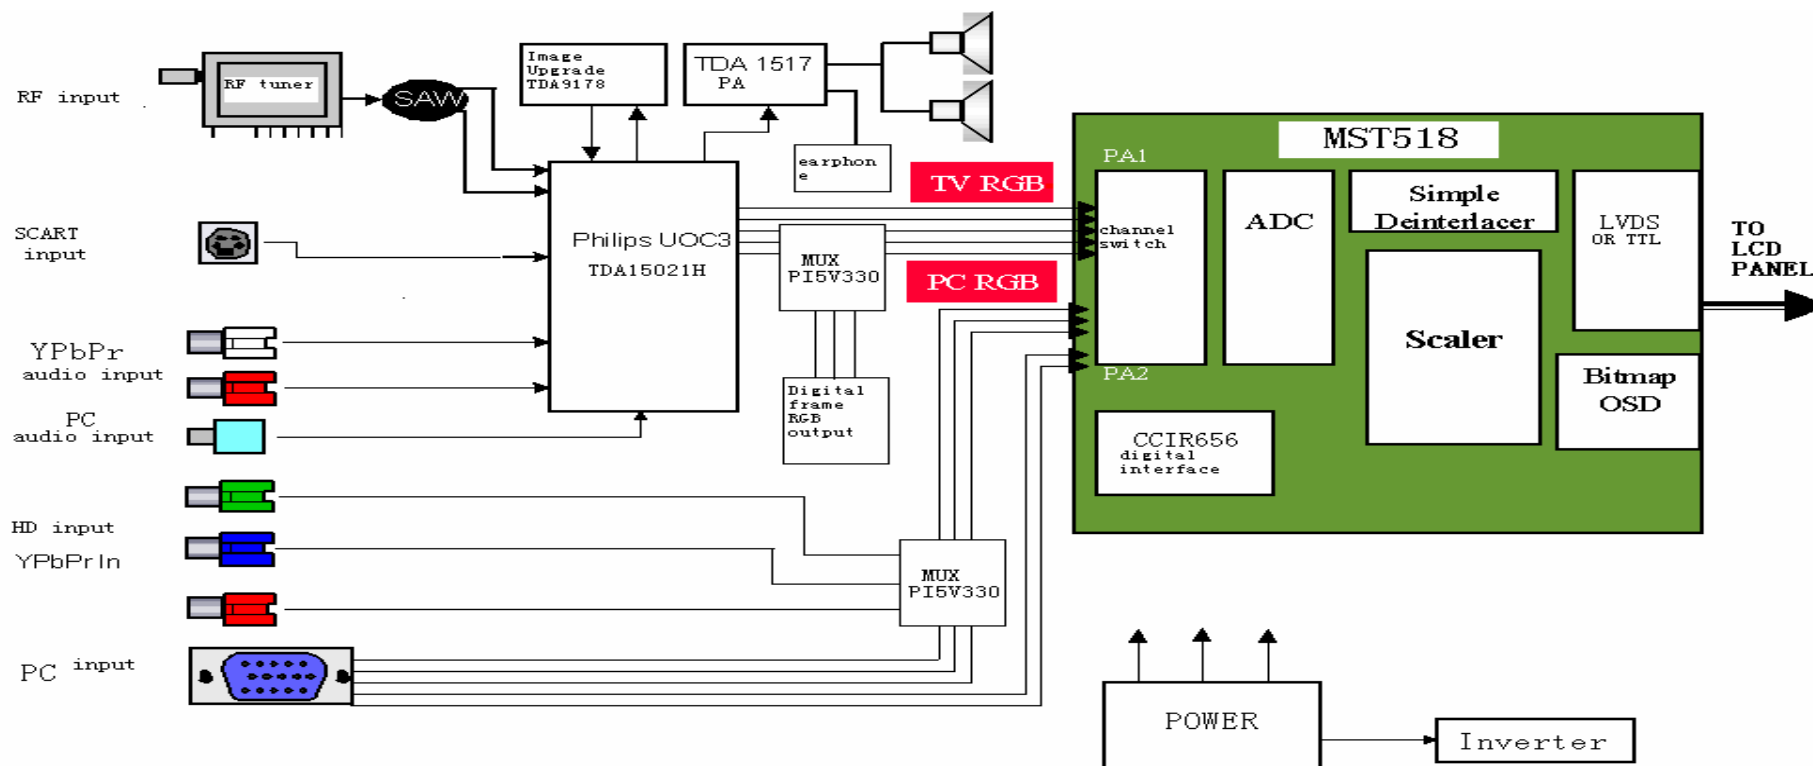 RF input
RF tuner
SAW
Image
Upgrade
TDA9178
TDA 1517
PA
earphon
e
TV RGB
PC RGB
SCART
input
Philips UOC3
TDA15021H
MUX
PI5V330
Digital
frame
RGB
output
YPbPr
audio input
PC
audio input
HD input
YPbPrIn
MUX
PI5V330
PC input
MST518
PA1
channel
switch
PA2
ADC
Simple
Deinterlacer
Scaler
LVDS
OR TTL
Bitmap
OSD
CCIR656
digital
interface
TO
LCD
PANEL
POWER
Inverter